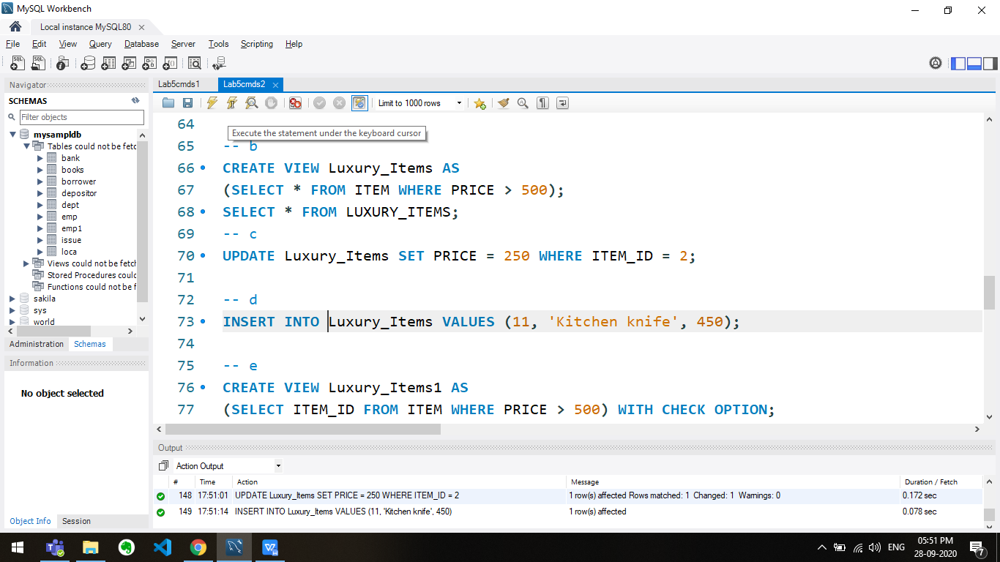 MySQL Workbench
Local instance MySQL80
File Edit View Query Database Server Tools Scripting Help
Navigator
SCHEMAS
Filter objects
mysampldb
Tables could not be fetc
bank
books
borrower
depositor
dept
emp
emp1
issue
loca
Views could not be fetch
Stored Procedures could
Functions could not be f
sakila
sys
world
Administration Schemas
Information
No object selected
Object Info Session
Lab5cmds1 Lab5cmds2
Limit to 1000 rows
Execute the statement under the keyboard cursor
64
65 -- b
66 CREATE VIEW Luxury_Items AS
67 (SELECT * FROM ITEM WHERE PRICE > 500);
68 SELECT * FROM LUXURY_ITEMS;
69 -- c
70 UPDATE Luxury_Items SET PRICE = 250 WHERE ITEM_ID = 2;
71
72 -- d
73 INSERT INTO Luxury_Items VALUES (11, 'Kitchen knife', 450);
74
75 -- e
76 CREATE VIEW Luxury_Items1 AS
77 (SELECT ITEM_ID FROM ITEM WHERE PRICE > 500) WITH CHECK OPTION;
Output
Action Output
# Time Action Message Duration / Fetch
148 17:51:01 UPDATE Luxury_Items SET PRICE = 250 WHERE ITEM_ID = 2 1 row(s) affected Rows matched: 1 Changed: 1 Warnings: 0 0.172 sec
149 17:51:14 INSERT INTO Luxury_Items VALUES (11, 'Kitchen knife', 450) 1 row(s) affected 0.078 sec
ENG
05:51 PM
28-09-2020
7